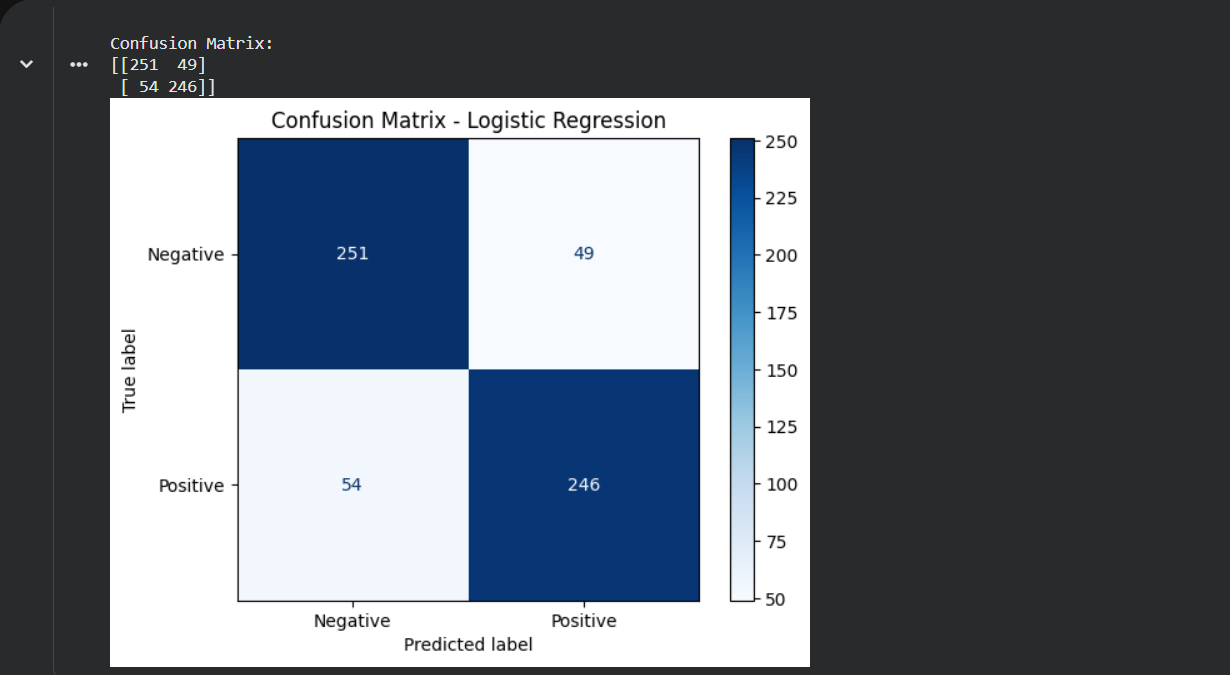 Confusion Matrix:
[[251  49]
 [ 54 246]]
Confusion Matrix - Logistic Regression
250
225
200
175
150
125
100
75
50
True label
Negative
251
49
Positive
54
246
Negative
Positive
Predicted label